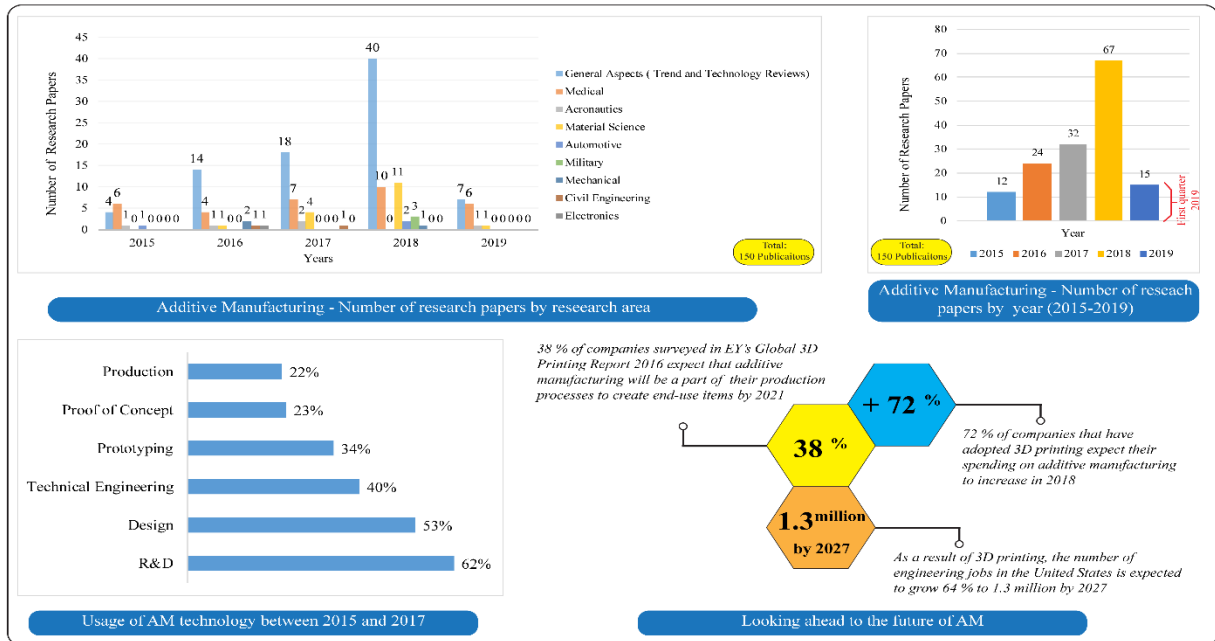 45
40
35
30
25
20
15
10
5
0
Number of Research Papers
4 6 1 0 1 0 0 0 0
14 4 1 1 0 0 2 1 1
18 7 2 4 0 0 0 1 0
40 10 0 11 2 3 1 0 0
7 6 1 1 0 0 0 0 0
2015 2016 2017 2018 2019
Years
General Aspects ( Trend and Technology Reviews)
Medical
Aeronautics
Material Science
Automotive
Military
Mechanical
Civil Engineering
Electronics
Total:
150 Publicaitons
Additive Manufacturing - Number of research papers by reseearch area
80
70
60
50
40
30
20
10
0
Number of Research Papers
12
24
32
67
15
First quarter
2019
Year
Total:
150 Publicaitons
2015 2016 2017 2018 2019
Additive Manufacturing - Number of reseach
papers by year (2015-2019)
Production 22%
Proof of Concept 23%
Prototyping 34%
Technical Engineering 40%
Design 53%
R&D 62%
Usage of AM technology between 2015 and 2017
38 % of companies surveyed in EY's Global 3D
Printing Report 2016 expect that additive
manufacturing will be a part of their production
processes to create end-use items by 2021
+ 72 %
38 %
72 % of companies that have
adopted 3D printing expect their
spending on additive manufacturing
to increase in 2018
1.3 million
by 2027
As a result of 3D printing, the number of
engineering jobs in the United States is expected
to grow 64 % to 1.3 million by 2027
Looking ahead to the future of AM